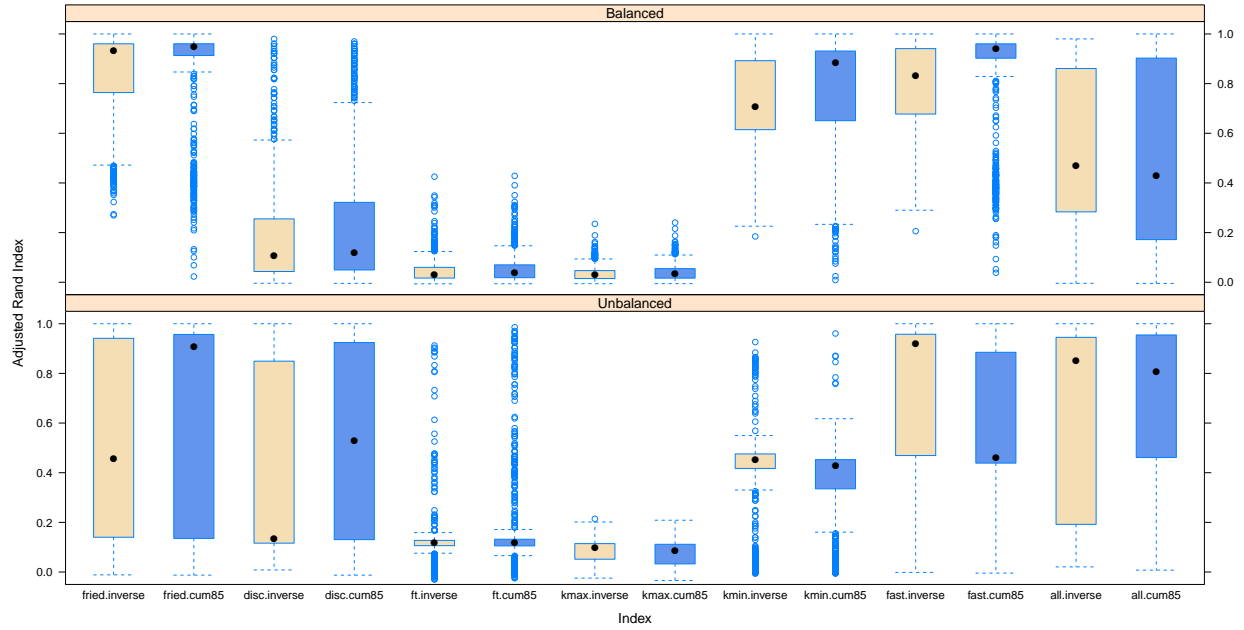 Balanced
1.0
0.8
0.6
0.4
0.2
0.0
Adjusted Rand Index
Unbalanced
1.0
0.8
0.6
0.4
0.2
0.0
fried.inverse fried.cum85 disc.inverse disc.cum85 ft.inverse ft.cum85 kmax.inverse kmax.cum85 kmin.inverse kmin.cum85 fast.inverse fast.cum85 all.inverse all.cum85
Index